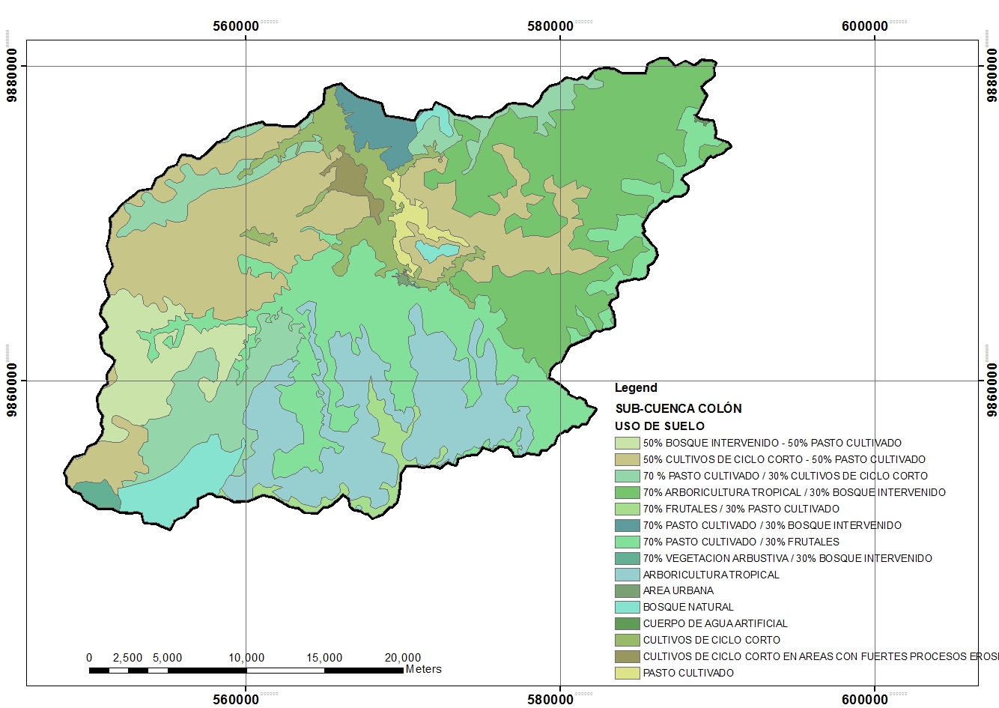 560000 580000 600000
9880000 9880000
9860000 9860000
Legend
SUB-CUENCA COLÓN
USO DE SUELO
50% BOSQUE INTERVENIDO - 50% PASTO CULTIVADO
50% CULTIVOS DE CICLO CORTO - 50% PASTO CULTIVADO
70 % PASTO CULTIVADO / 30% CULTIVOS DE CICLO CORTO
70% ARBORICULTURA TROPICAL / 30% BOSQUE INTERVENIDO
70% FRUTALES / 30% PASTO CULTIVADO
70% PASTO CULTIVADO / 30% BOSQUE INTERVENIDO
70% PASTO CULTIVADO / 30% FRUTALES
70% VEGETACION ARBUSTIVA / 30% BOSQUE INTERVENIDO
ARBORICULTURA TROPICAL
AREA URBANA
BOSQUE NATURAL
CUERPO DE AGUA ARTIFICIAL
CULTIVOS DE CICLO CORTO
CULTIVOS DE CICLO CORTO EN AREAS CON FUERTES PROCESOS EROSI
PASTO CULTIVADO
0 2,500 5,000 10,000 15,000 20,000
Meters
560000 580000 600000